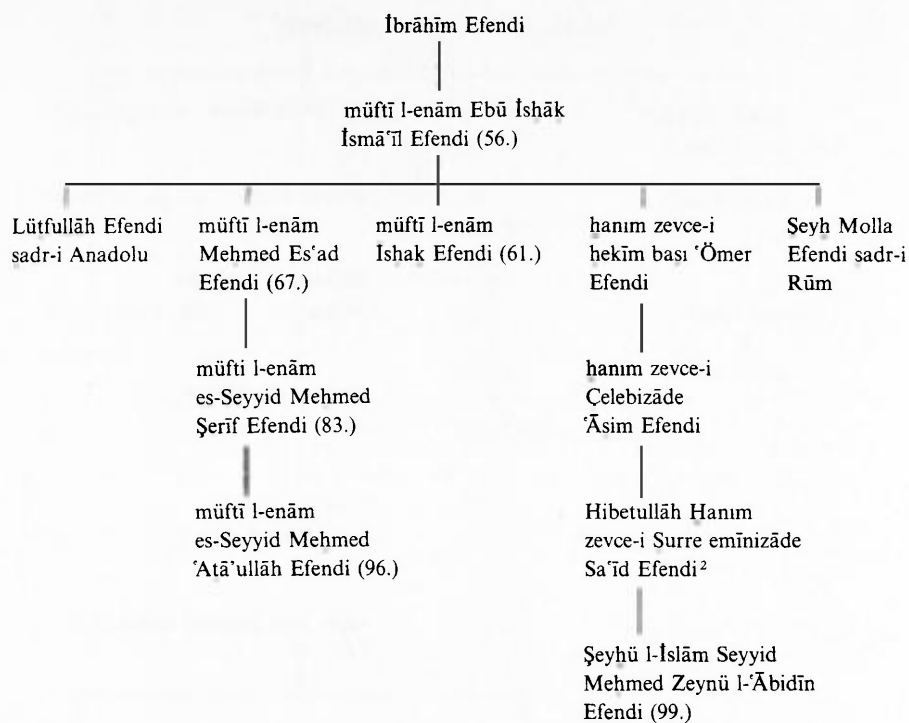 İbrāhīm Efendi
müftī l-enām Ebū İshāk
İsmā‘īl Efendi (56.)
Lütfullāh Efendi
sadr-i Anadolu
müftī l-enām
Mehmed Es‘ad
Efendi (67.)
müftī l-enām
İshak Efendi (61.)
hanım zevce-i
hekīm başı ‘Ömer
Efendi
Şeyh Molla
Efendi sadr-i
Rūm
müfti l-enām
es-Seyyid Mehmed
Şerīf Efendi (83.)
hanım zevce-i
Çelebizāde
‘Āsim Efendi
müftī l-enām
es-Seyyid Mehmed
‘Atā’ullāh Efendi (96.)
Hibetullāh Hanım
zevce-i Surre emīnizāde
Sa‘īd Efendi²
Şeyhü l-İslām Seyyid
Mehmed Zeynü l-‘Ābidīn
Efendi (99.)